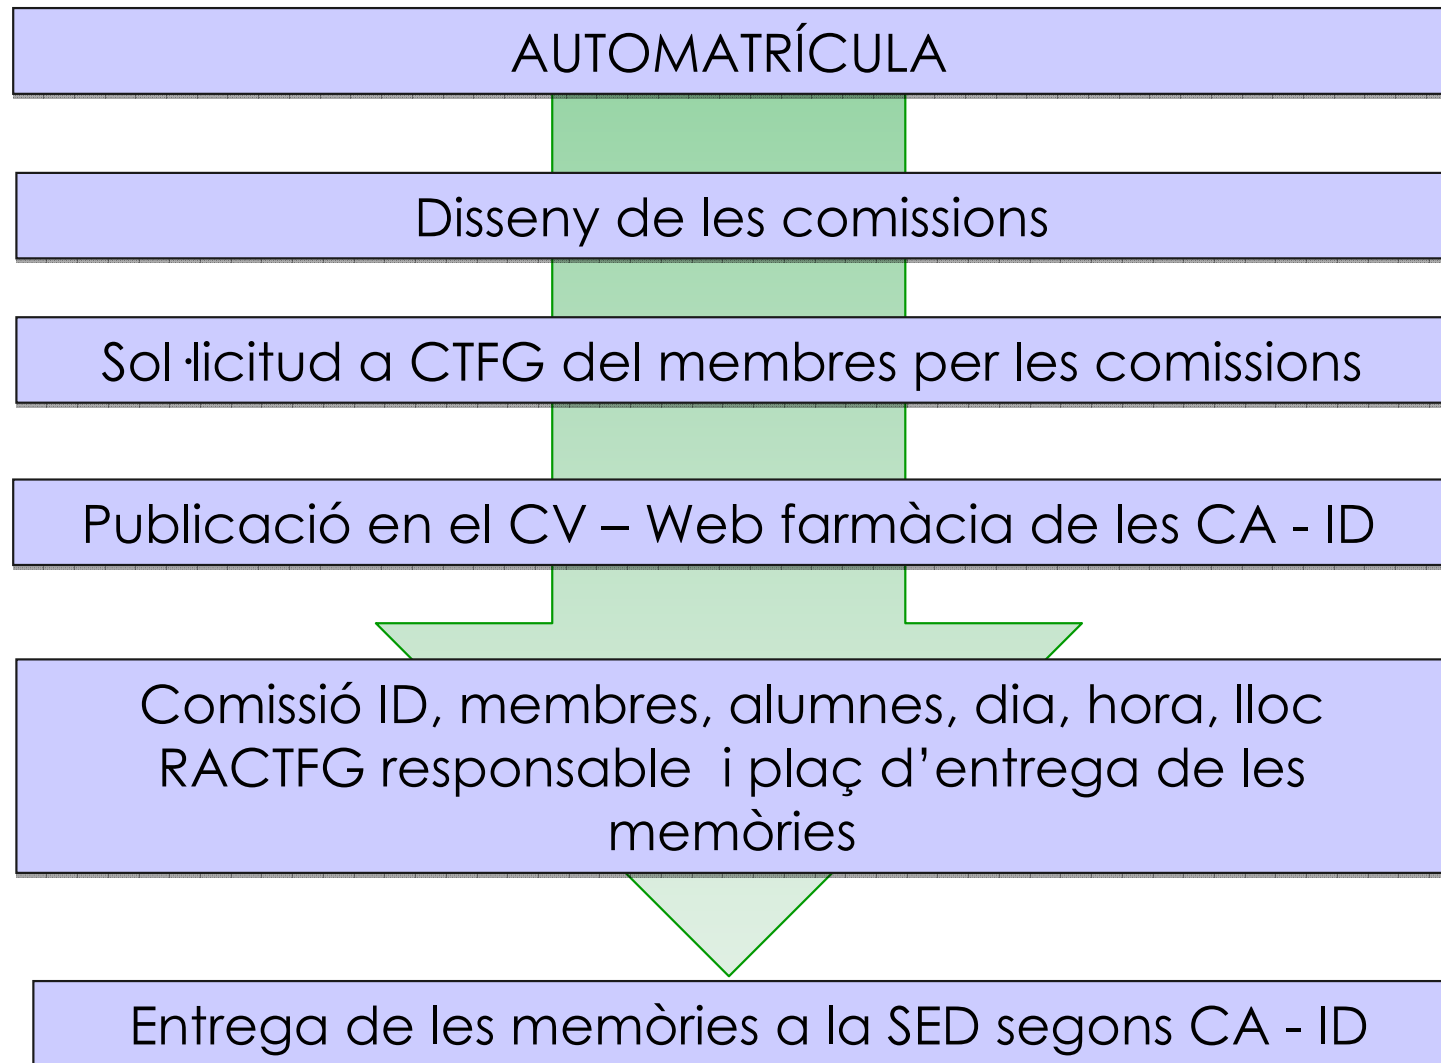 AUTOMATRÍCULA
Disseny de les comissions
Sol·licitud a CTFG del membres per les comissions
Publicació en el CV – Web farmàcia de les CA - ID
Comissió ID, membres, alumnes, dia, hora, lloc
RACTFG responsable i plaç d’entrega de les
memòries
Entrega de les memòries a la SED segons CA - ID